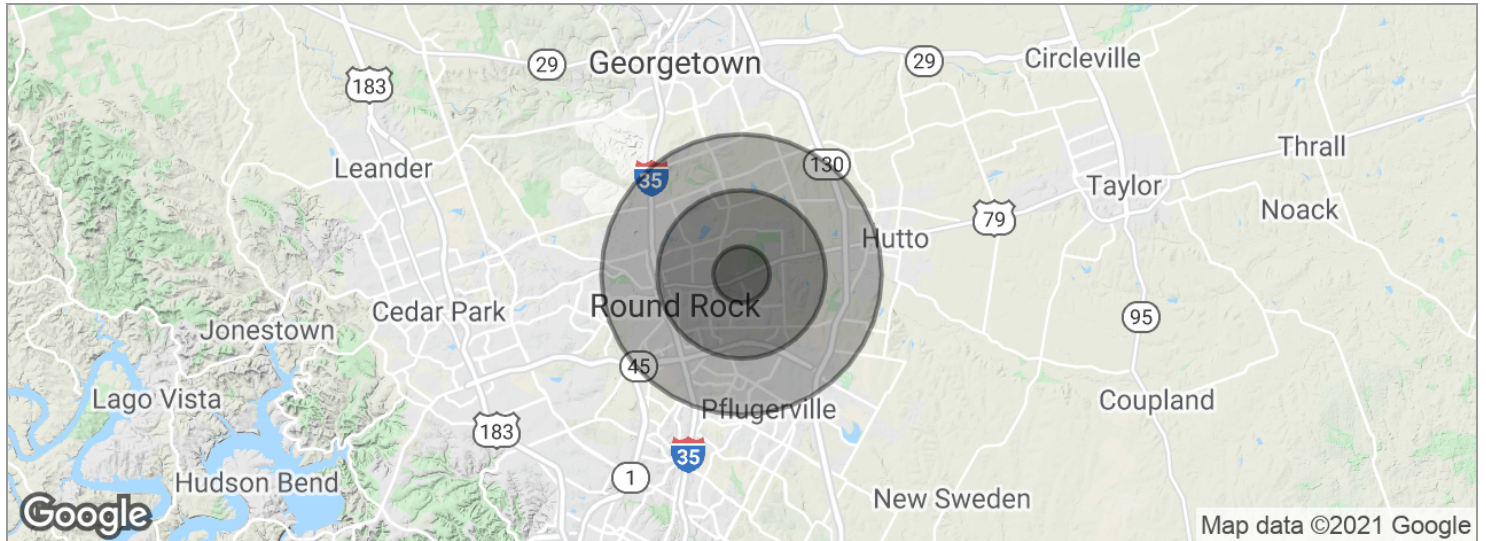 29
Georgetown
29
Circleville
183
Thrall
Leander
35
130
Taylor
Noack
79
Hutto
Round Rock
Cedar Park
95
Jonestown
45
Lago Vista
Pflugerville
Coupland
183
35
1
Hudson Bend
New Sweden
Google
Map data ©2021 Google